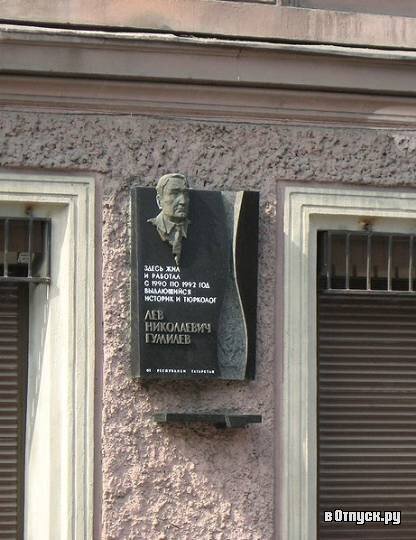 ЗДЕСЬ ЖИЛ
И РАБОТАЛ
С 1990 ПО 1992 ГОД
ВЫДАЮЩИЙСЯ
ИСТОРИК И ТЮРКОЛОГ
ЛЕВ
НИКОЛАЕВИЧ
ГУМИЛЕВ
ОТ РЕСПУБЛИКИ ТАТАРСТАН
вОтпуск.ру